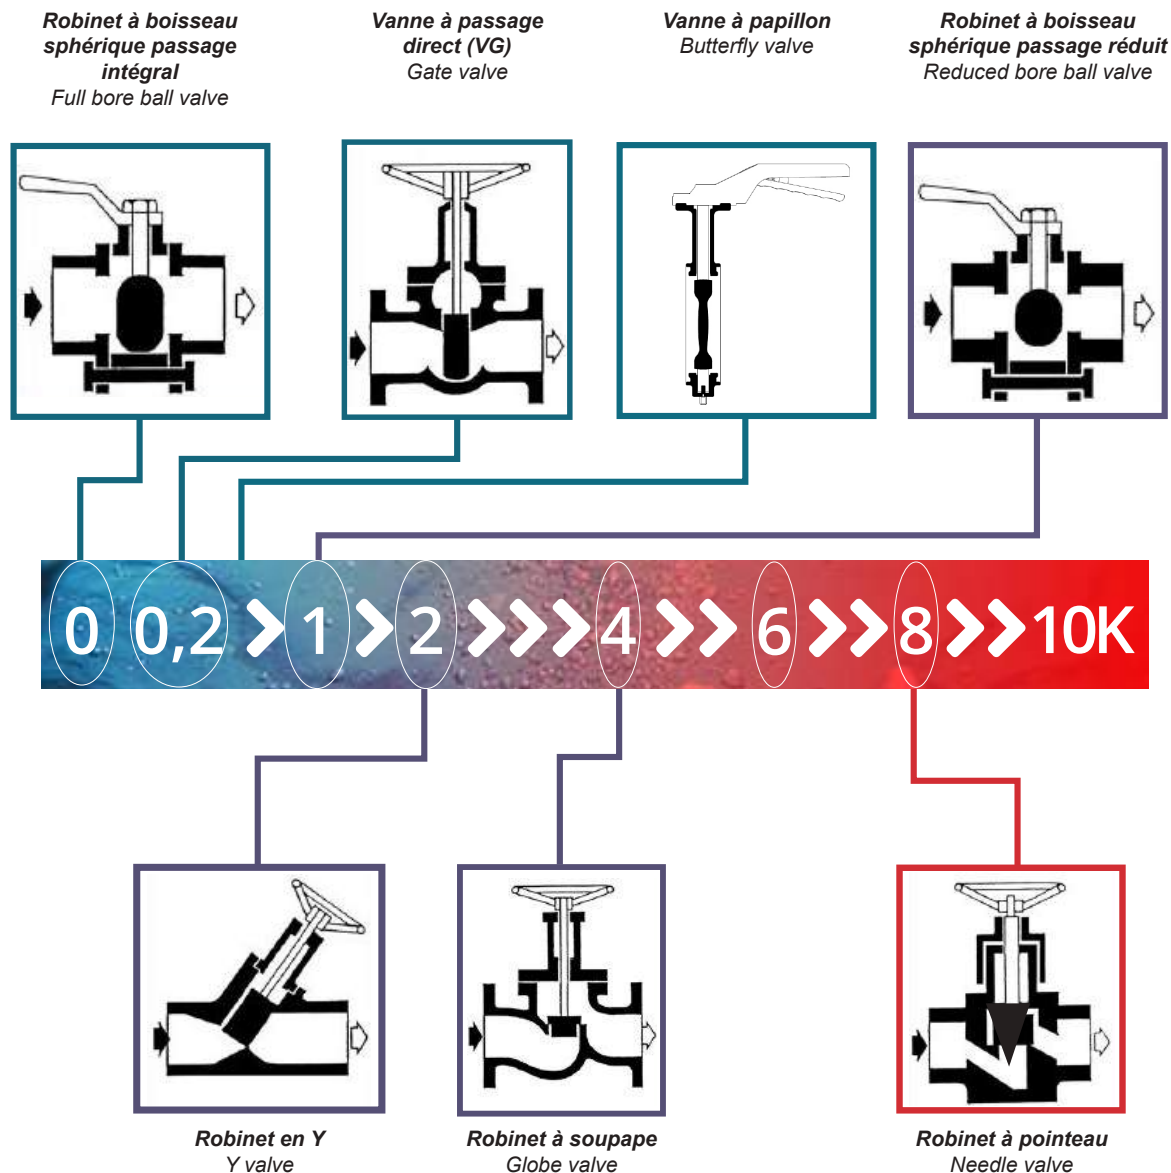 Robinet à boisseau
sphérique passage
intégral
Full bore ball valve
Vanne à passage
direct (VG)
Gate valve
Vanne à papillon
Butterfly valve
Robinet à boisseau
sphérique passage réduit
Reduced bore ball valve
0 0,2 1 2 4 6 8 10K
Robinet en Y
Y valve
Robinet à soupape
Globe valve
Robinet à pointeau
Needle valve